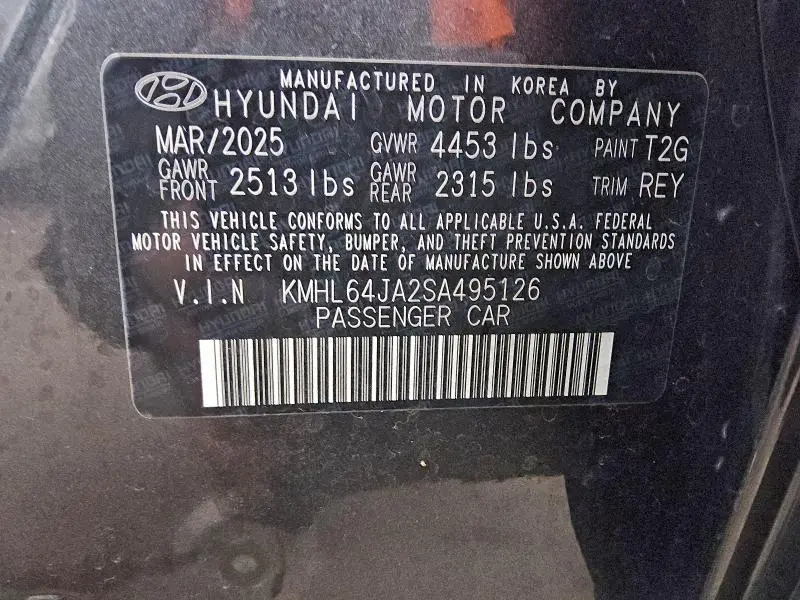 MANUFACTURED IN KOREA BY
HYUNDAI MOTOR COMPANY
MAR/2025 GVWR 4453 lbs PAINT T2G
GAWR FRONT 2513 lbs GAWR REAR 2315 lbs TRIM REY
THIS VEHICLE CONFORMS TO ALL APPLICABLE U.S.A. FEDERAL
MOTOR VEHICLE SAFETY, BUMPER, AND THEFT PREVENTION STANDARDS
IN EFFECT ON THE DATE OF MANUFACTURE SHOWN ABOVE
V.I.N KMHL64JA2SA495126
PASSENGER CAR